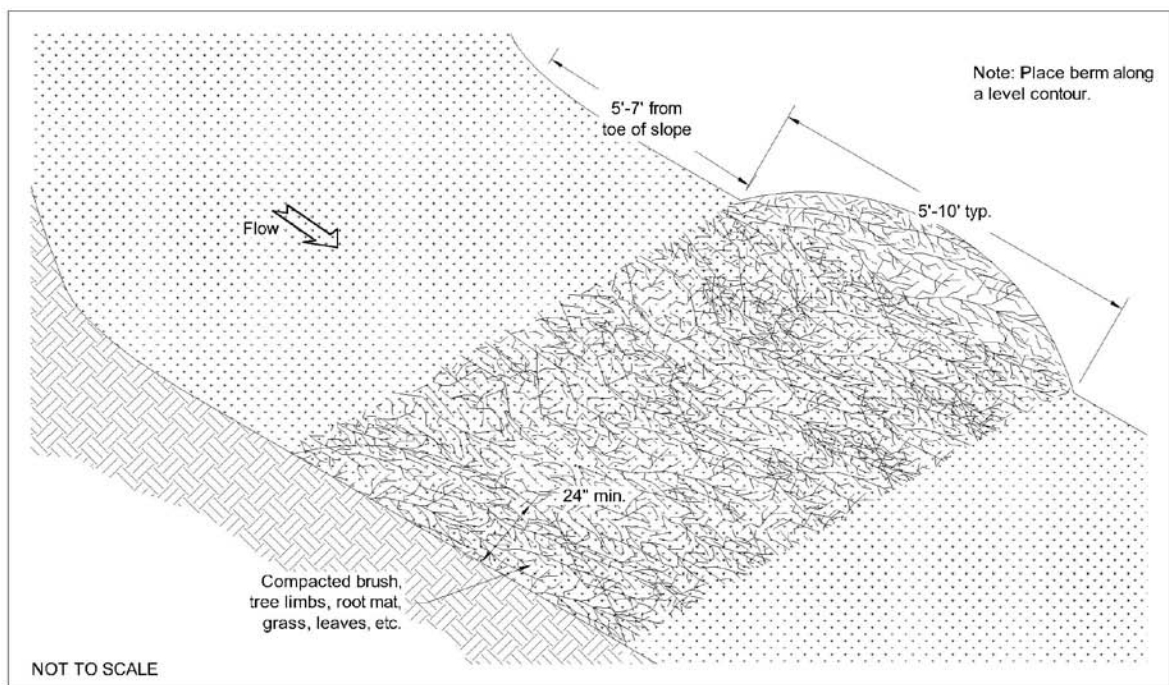 Note: Place berm along
a level contour.
5'-7' from
toe of slope
5'-10' typ.
Flow
24" min.
Compacted brush,
tree limbs, root mat,
grass, leaves, etc.
NOT TO SCALE